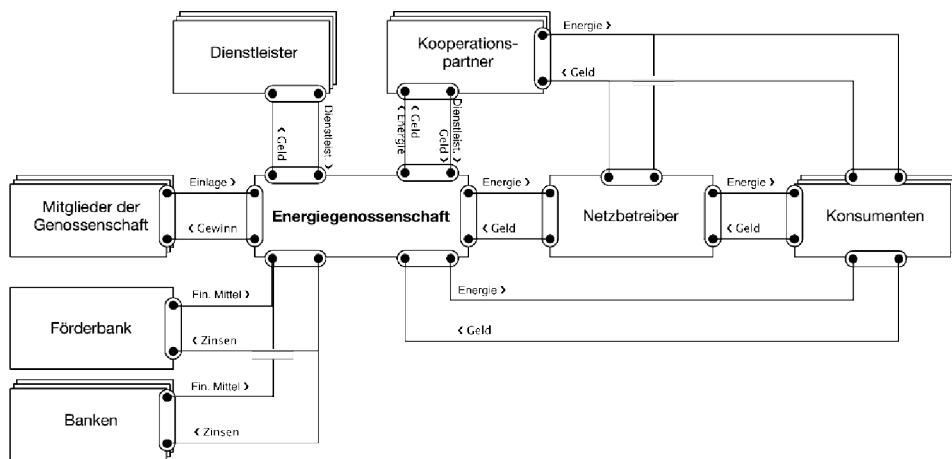 Dienstleister
Kooperations-
partner
Energie >
< Geld
< Geld
Dienstleist. >
< Energie
< Geld
Geld >
Dienstleist. >
Mitglieder der
Genossenschaft
Einlage >
< Gewinn
Energiegenossenschaft
Energie >
< Geld
Netzbetreiber
Energie >
< Geld
Konsumenten
Förderbank
Fin. Mittel >
< Zinsen
Energie >
< Geld
Banken
Fin. Mittel >
< Zinsen